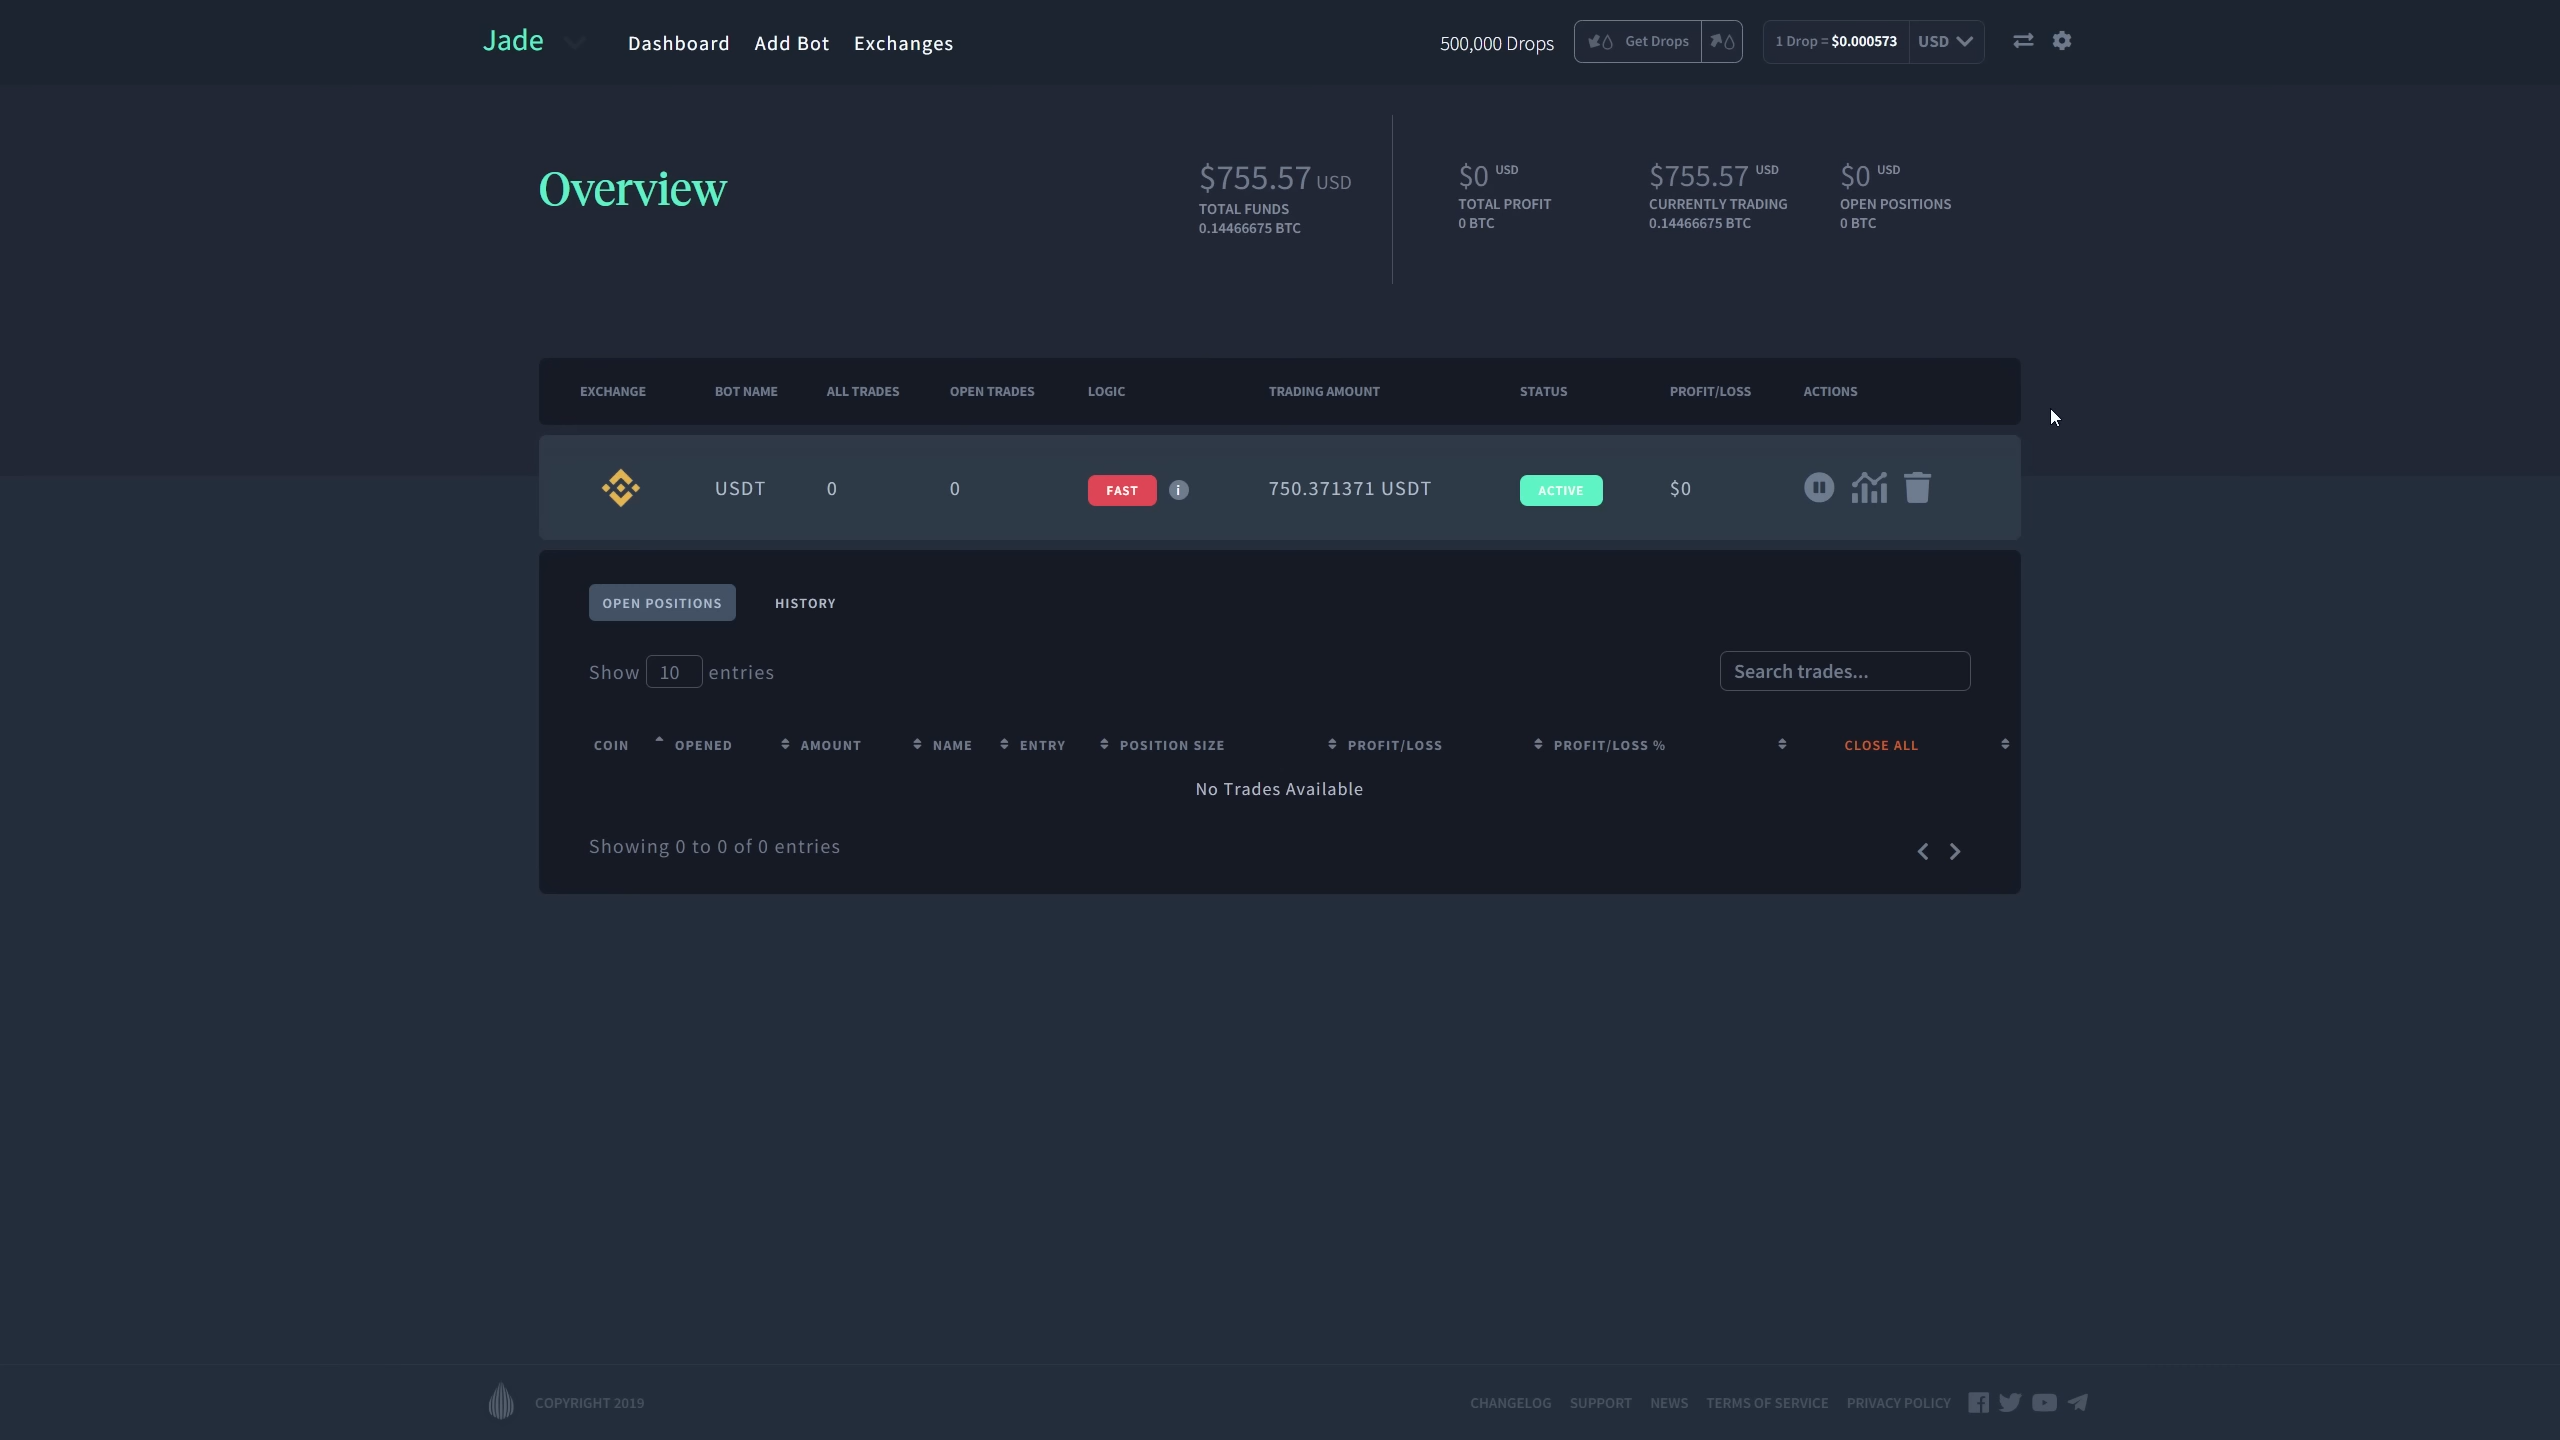 Jade Dashboard Add Bot Exchanges 500,000 Drops Get Drops 1 Drop = $0.000573 USD
Overview
$755.57 USD
TOTAL FUNDS
0.14466675 BTC
$0 USD
TOTAL PROFIT
0 BTC
$755.57 USD
CURRENTLY TRADING
0.14466675 BTC
$0 USD
OPEN POSITIONS
0 BTC
EXCHANGE BOT NAME ALL TRADES OPEN TRADES LOGIC TRADING AMOUNT STATUS PROFIT/LOSS ACTIONS
USDT 0 0 FAST i 750.371371 USDT ACTIVE $0
OPEN POSITIONS HISTORY
Show 10 entries Search trades...
COIN OPENED AMOUNT NAME ENTRY POSITION SIZE PROFIT/LOSS PROFIT/LOSS % CLOSE ALL
No Trades Available
Showing 0 to 0 of 0 entries
COPYRIGHT 2019 CHANGELOG SUPPORT NEWS TERMS OF SERVICE PRIVACY POLICY